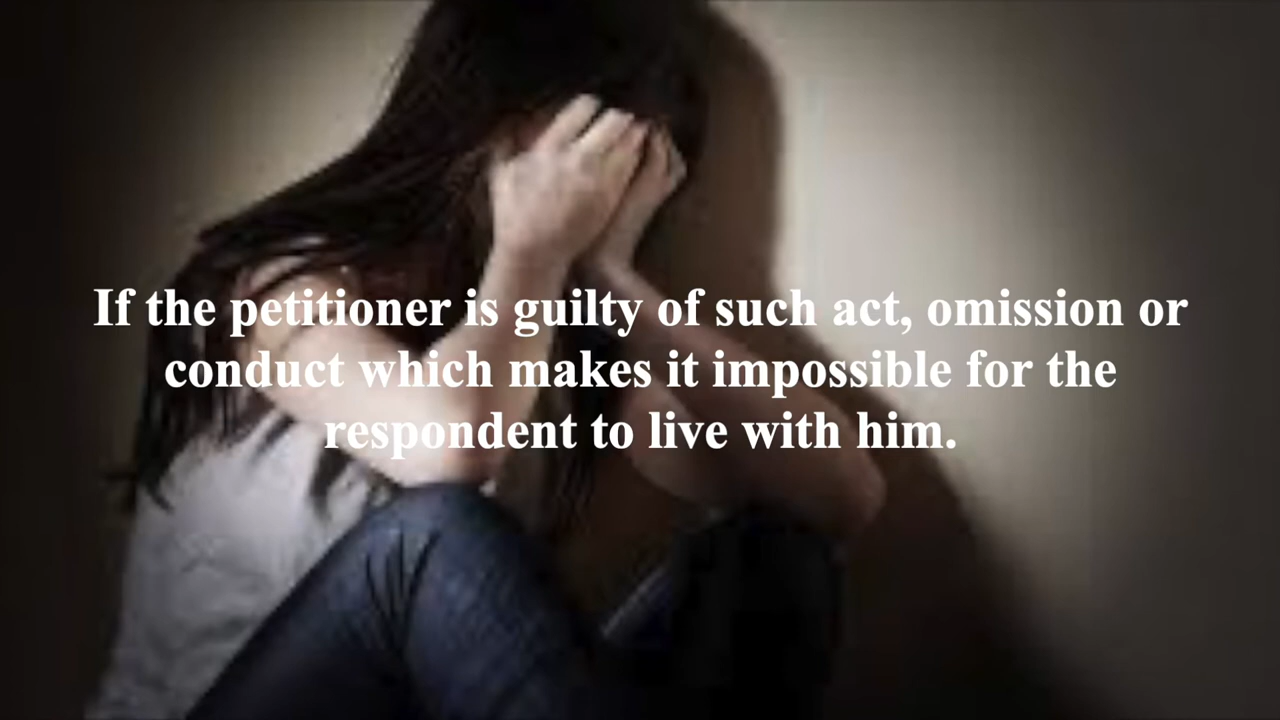 If the petitioner is guilty of such act, omission or
conduct which makes it impossible for the
respondent to live with him.